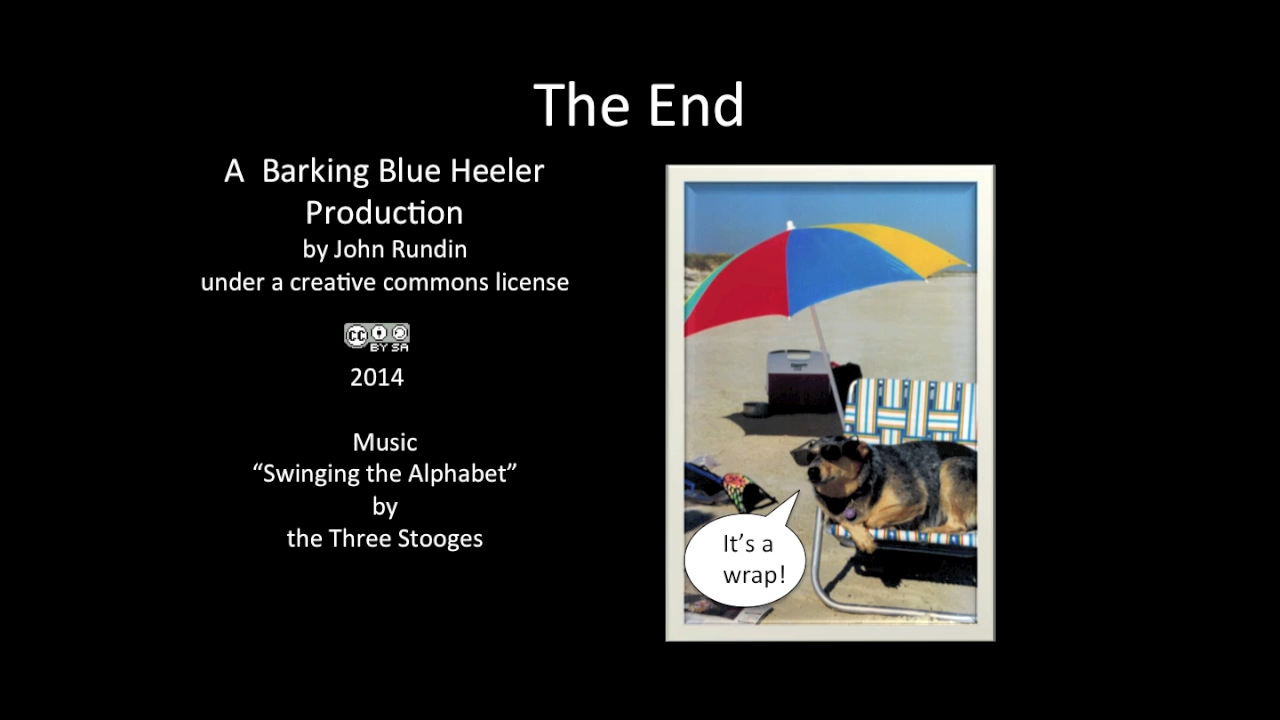 The End
A  Barking Blue Heeler
Production
by John Rundin
under a creative commons license
CC
BY SA
2014
Music
“Swinging the Alphabet”
by
the Three Stooges
It’s a
wrap!